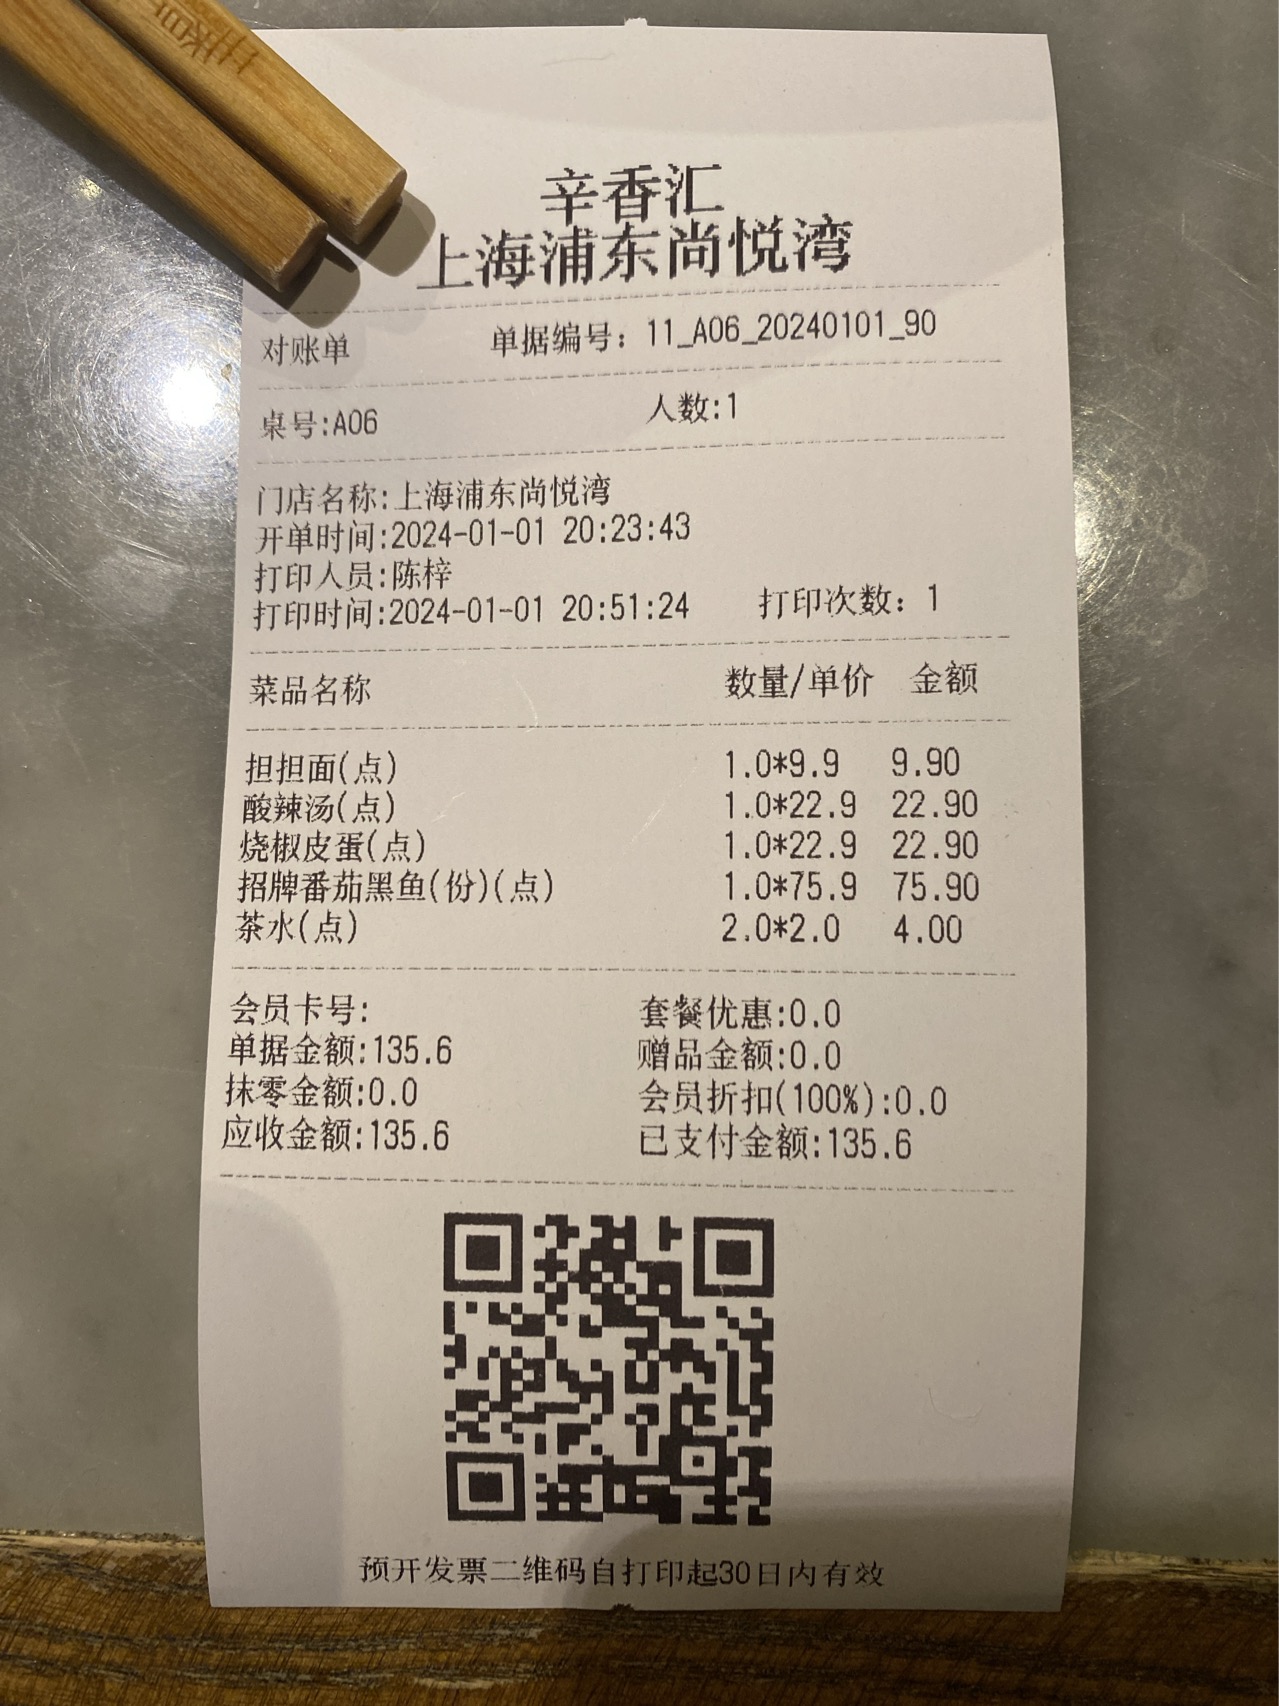 辛香汇
上海浦东尚悦湾
对账单 单据编号：11_A06_20240101_90
桌号:A06 人数:1
门店名称:上海浦东尚悦湾
开单时间:2024-01-01 20:23:43
打印人员:陈梓
打印时间:2024-01-01 20:51:24 打印次数：1
菜品名称 数量/单价 金额
担担面(点) 1.0*9.9 9.90
酸辣汤(点) 1.0*22.9 22.90
烧椒皮蛋(点) 1.0*22.9 22.90
招牌番茄黑鱼(份)(点) 1.0*75.9 75.90
茶水(点) 2.0*2.0 4.00
会员卡号: 套餐优惠:0.0
单据金额:135.6 赠品金额:0.0
抹零金额:0.0 会员折扣(100%):0.0
应收金额:135.6 已支付金额:135.6
预开发票二维码自打印起30日内有效